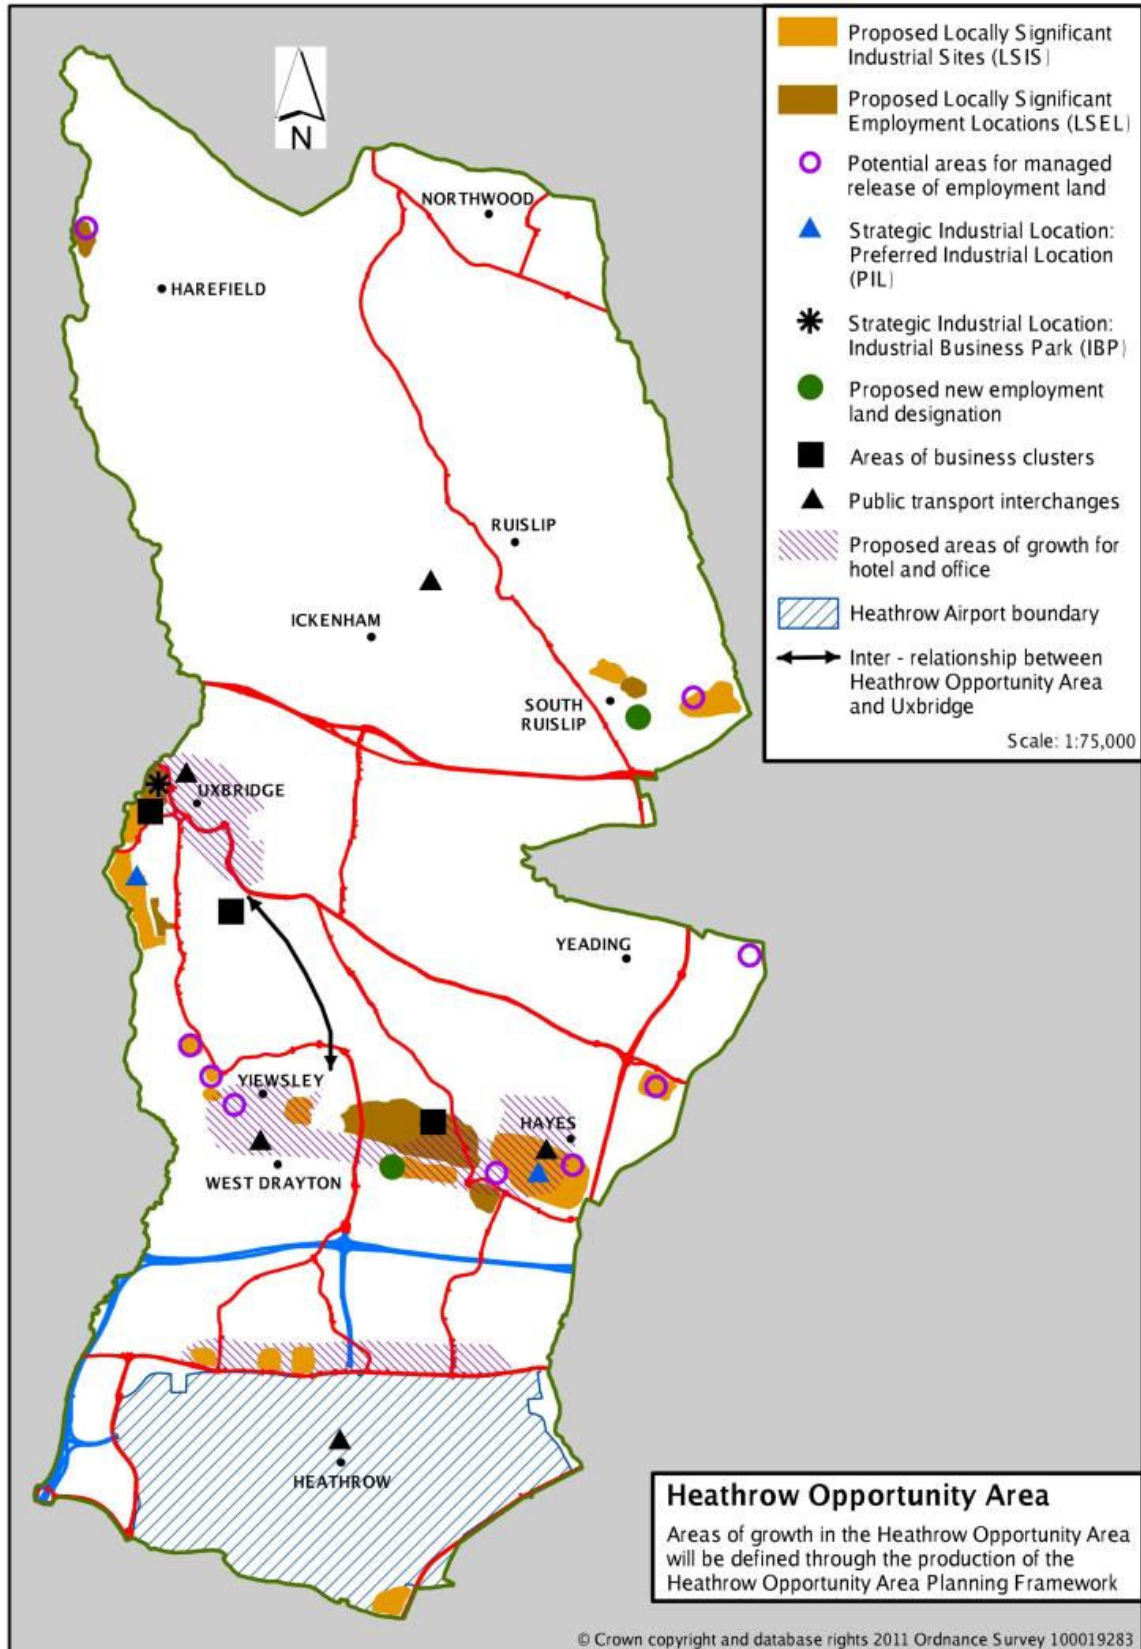 Proposed Locally Significant
Industrial Sites (LSIS)
Proposed Locally Significant
Employment Locations (LSEL)
Potential areas for managed
release of employment land
Strategic Industrial Location:
Preferred Industrial Location
(PIL)
Strategic Industrial Location:
Industrial Business Park (IBP)
Proposed new employment
land designation
Areas of business clusters
Public transport interchanges
Proposed areas of growth for
hotel and office
Heathrow Airport boundary
Inter - relationship between
Heathrow Opportunity Area
and Uxbridge
Scale: 1:75,000
N
NORTHWOOD
HAREFIELD
RUISLIP
ICKENHAM
SOUTH
RUISLIP
UXBRIDGE
YEADING
YIEWSLEY
HAYES
WEST DRAYTON
HEATHROW
Heathrow Opportunity Area
Areas of growth in the Heathrow Opportunity Area
will be defined through the production of the
Heathrow Opportunity Area Planning Framework
© Crown copyright and database rights 2011 Ordnance Survey 100019283